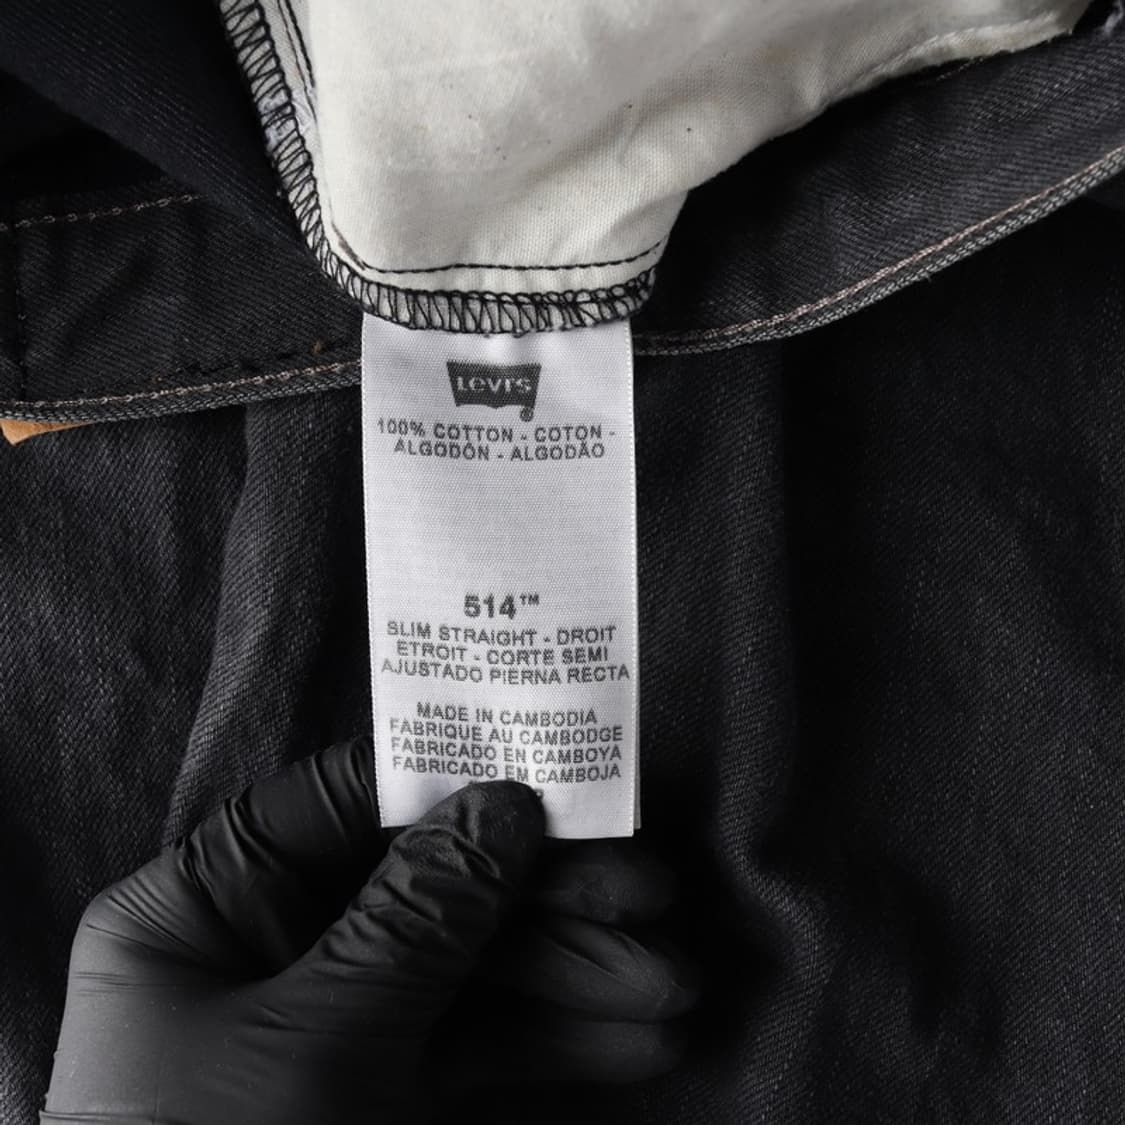 Levi's
®
100% COTTON - COTON -
ALGODÓN - ALGODÃO
514™
SLIM STRAIGHT - DROIT
ETROIT - CORTE SEMI
AJUSTADO PIERNA RECTA
MADE IN CAMBODIA
FABRIQUE AU CAMBODGE
FABRICADO EN CAMBOYA
FABRICADO EM CAMBOJA